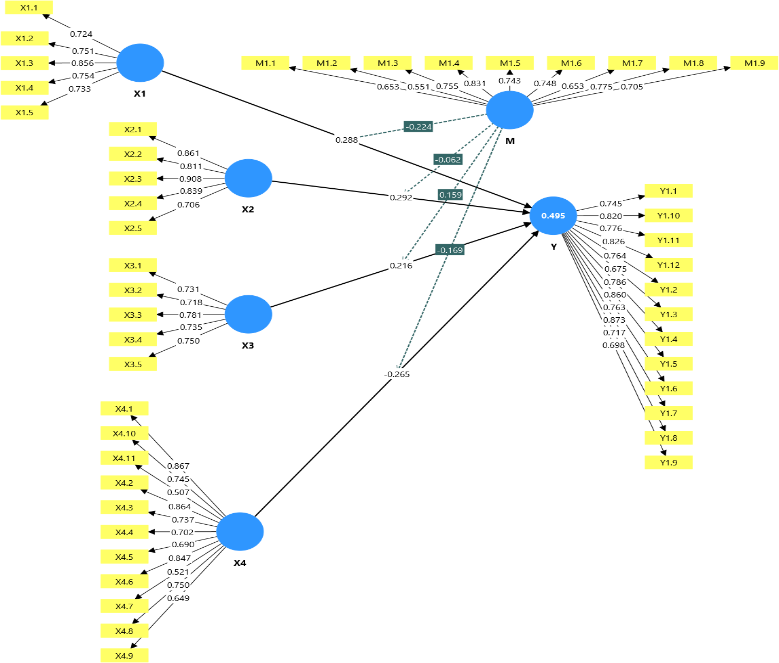 X1.1
X1.2
X1.3
X1.4
X1.5
0.724
0.751
0.856
0.754
0.733
X1
M1.1
M1.2
M1.3
M1.4
M1.5
M1.6
M1.7
M1.8
M1.9
0.653
0.551
0.755
0.831
0.743
0.748
0.653
0.775
0.705
M
X2.1
X2.2
X2.3
X2.4
X2.5
0.861
0.811
0.908
0.839
0.706
X2
0.288
-0.224
-0.062
0.292
0.159
0.216
-0.169
-0.265
0.495
Y
Y1.1
Y1.10
Y1.11
Y1.12
Y1.2
Y1.3
Y1.4
Y1.5
Y1.6
Y1.7
Y1.8
Y1.9
0.745
0.820
0.776
0.826
0.764
0.675
0.786
0.860
0.763
0.873
0.717
0.698
X3.1
X3.2
X3.3
X3.4
X3.5
0.731
0.718
0.781
0.735
0.750
X3
X4.1
X4.10
X4.11
X4.2
X4.3
X4.4
X4.5
X4.6
X4.7
X4.8
X4.9
0.867
0.745
0.507
0.864
0.737
0.702
0.690
0.847
0.521
0.750
0.649
X4